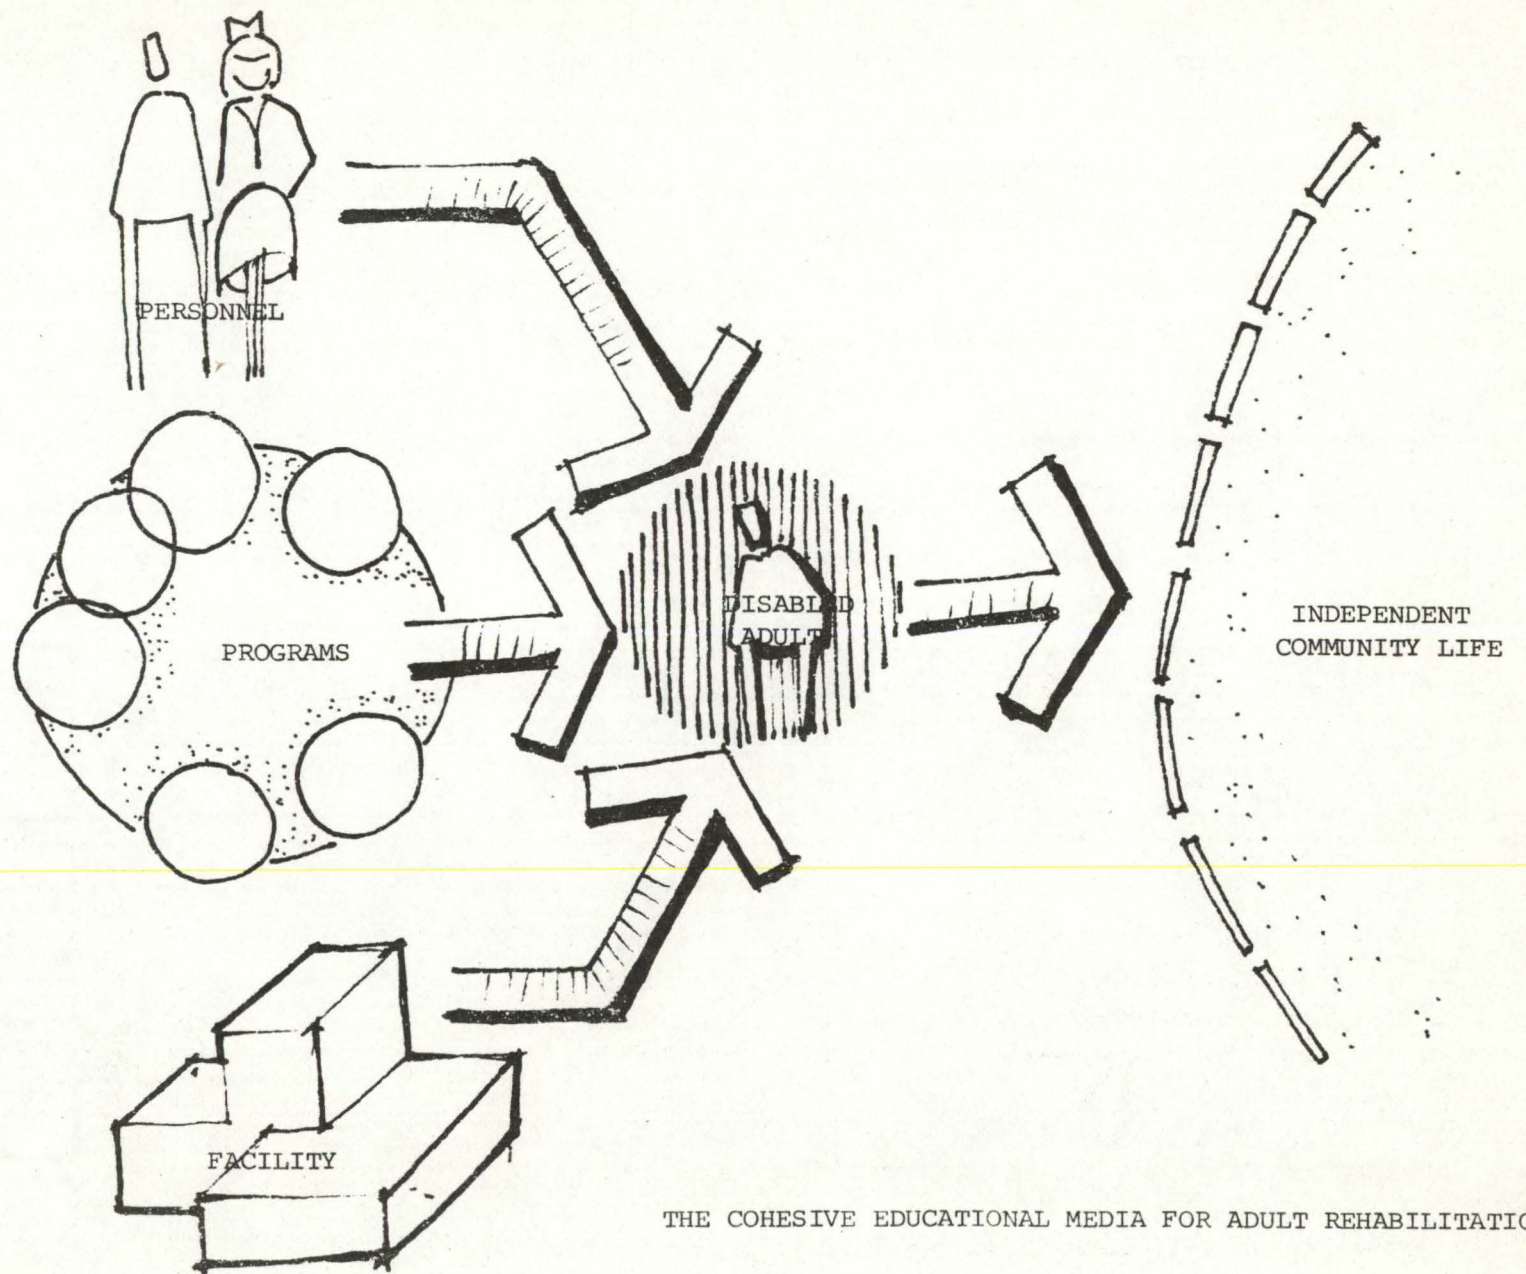 PERSONNEL
PROGRAMS
DISABLED
ADULT
INDEPENDENT
COMMUNITY LIFE
FACILITY
THE COHESIVE EDUCATIONAL MEDIA FOR ADULT REHABILITATIO